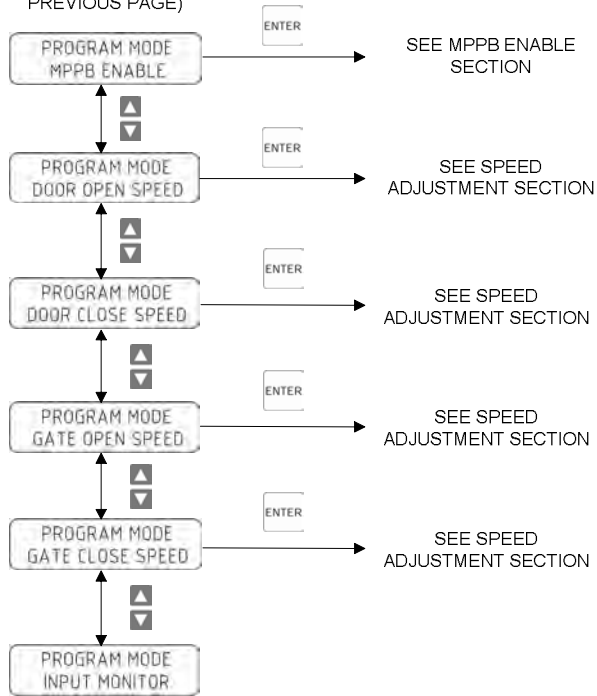 PREVIOUS PAGE)
ENTER
PROGRAM MODE
MPPB ENABLE
SEE MPPB ENABLE
SECTION
ENTER
PROGRAM MODE
DOOR OPEN SPEED
SEE SPEED
ADJUSTMENT SECTION
ENTER
PROGRAM MODE
DOOR CLOSE SPEED
SEE SPEED
ADJUSTMENT SECTION
ENTER
PROGRAM MODE
GATE OPEN SPEED
SEE SPEED
ADJUSTMENT SECTION
ENTER
PROGRAM MODE
GATE CLOSE SPEED
SEE SPEED
ADJUSTMENT SECTION
PROGRAM MODE
INPUT MONITOR